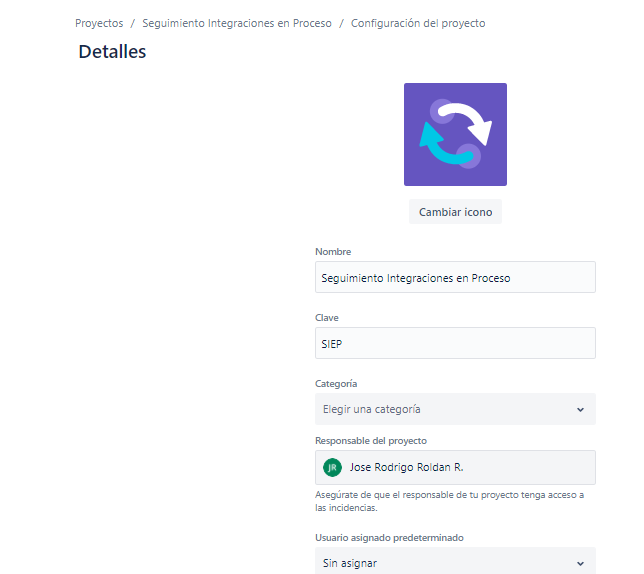 Proyectos / Seguimiento Integraciones en Proceso / Configuración del proyecto
Detalles
Cambiar icono
Nombre
Seguimiento Integraciones en Proceso
Clave
SIEP
Categoría
Elegir una categoría
Responsable del proyecto
JR Jose Rodrigo Roldan R.
Asegúrate de que el responsable de tu proyecto tenga acceso a
las incidencias.
Usuario asignado predeterminado
Sin asignar